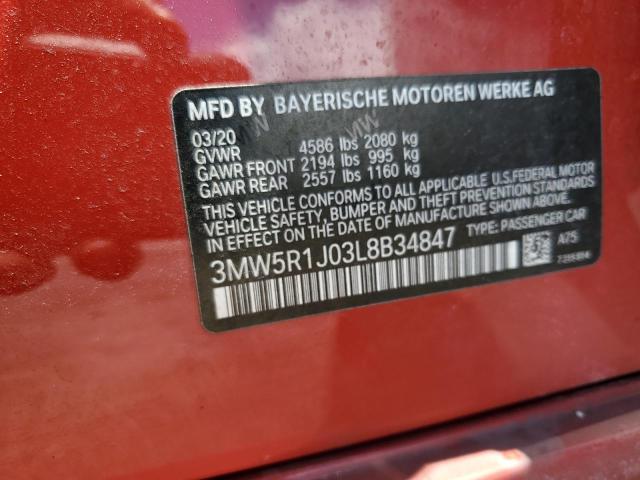 MFD BY BAYERISCHE MOTOREN WERKE AG
03/20
GVWR 4586 lbs 2080 kg
GAWR FRONT 2194 lbs 995 kg
GAWR REAR 2557 lbs 1160 kg
THIS VEHICLE CONFORMS TO ALL APPLICABLE U.S. FEDERAL MOTOR
VEHICLE SAFETY, BUMPER AND THEFT PREVENTION STANDARDS
IN EFFECT ON THE DATE OF MANUFACTURE SHOWN ABOVE.
3MW5R1J03L8B34847 TYPE: PASSENGER CAR
A75